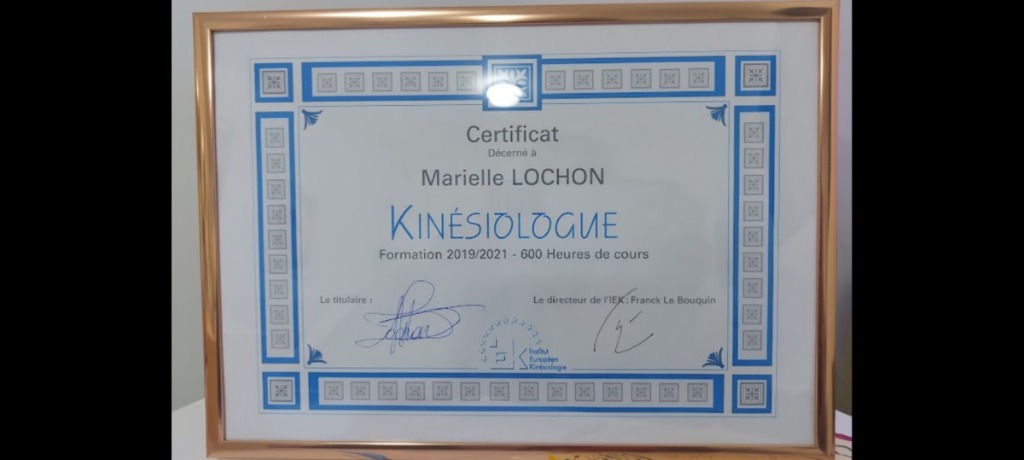 Certificat
Décerné à
Marielle LOCHON
KINÉSIOLOGUE
Formation 2019/2021 - 600 Heures de cours
Le titulaire :
Le directeur de l'IEK : Franck Le Bouquin
IEK
Institut
Européen
Kinésiologie